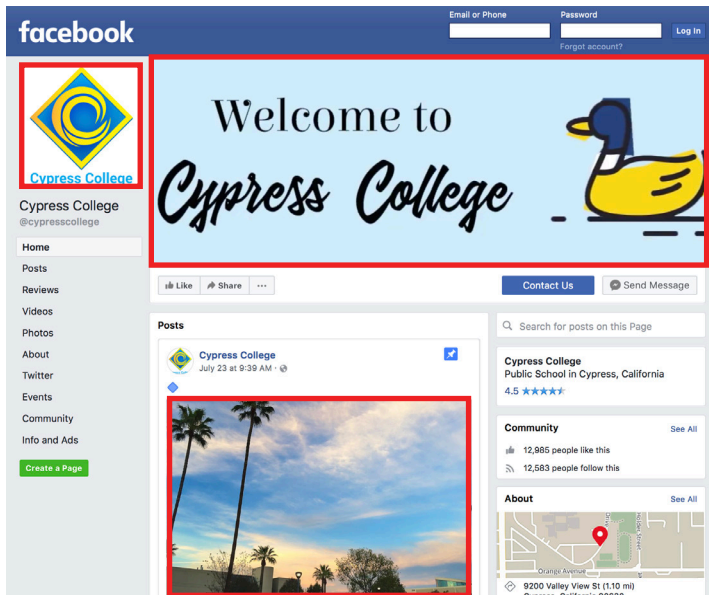 facebook
Email or Phone
Password
Log In
Forgot account?
Cypress College
Welcome to
Cypress College
Cypress College
@cypresscollege
Home
Posts
Reviews
Videos
Photos
About
Twitter
Events
Community
Info and Ads
Create a Page
Like
Share
Contact Us
Send Message
Posts
Cypress College
July 23 at 9:39 AM
Search for posts on this Page
Cypress College
Public School in Cypress, California
4.5
Community
See All
12,985 people like this
12,583 people follow this
About
See All
Holder Street
Orange Avenue
9200 Valley View St (1.10 mi)
Cypress, California